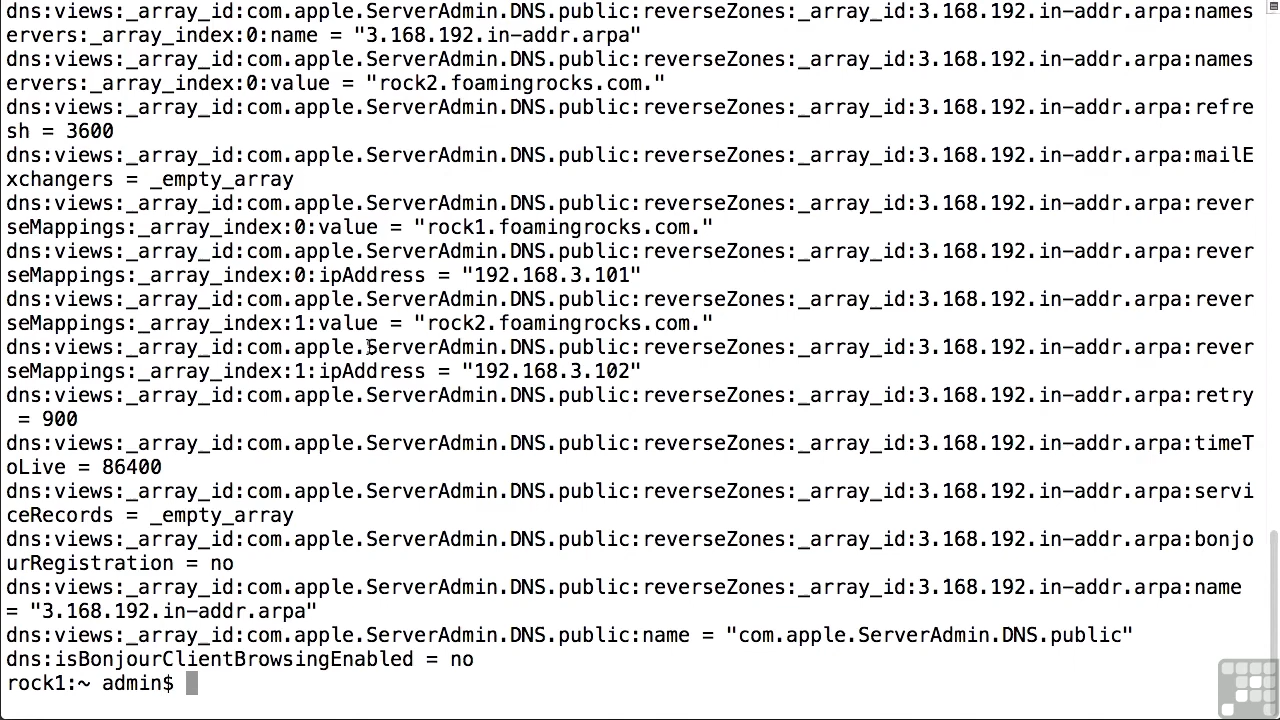 dns:views:_array_id:com.apple.ServerAdmin.DNS.public:reverseZones:_array_id:3.168.192.in-addr.arpa:names
ervers:_array_index:0:name = "3.168.192.in-addr.arpa"
dns:views:_array_id:com.apple.ServerAdmin.DNS.public:reverseZones:_array_id:3.168.192.in-addr.arpa:names
ervers:_array_index:0:value = "rock2.foamingrocks.com."
dns:views:_array_id:com.apple.ServerAdmin.DNS.public:reverseZones:_array_id:3.168.192.in-addr.arpa:refre
sh = 3600
dns:views:_array_id:com.apple.ServerAdmin.DNS.public:reverseZones:_array_id:3.168.192.in-addr.arpa:mailE
xchangers = _empty_array
dns:views:_array_id:com.apple.ServerAdmin.DNS.public:reverseZones:_array_id:3.168.192.in-addr.arpa:rever
seMappings:_array_index:0:value = "rock1.foamingrocks.com."
dns:views:_array_id:com.apple.ServerAdmin.DNS.public:reverseZones:_array_id:3.168.192.in-addr.arpa:rever
seMappings:_array_index:0:ipAddress = "192.168.3.101"
dns:views:_array_id:com.apple.ServerAdmin.DNS.public:reverseZones:_array_id:3.168.192.in-addr.arpa:rever
seMappings:_array_index:1:value = "rock2.foamingrocks.com."
dns:views:_array_id:com.apple.ServerAdmin.DNS.public:reverseZones:_array_id:3.168.192.in-addr.arpa:rever
seMappings:_array_index:1:ipAddress = "192.168.3.102"
dns:views:_array_id:com.apple.ServerAdmin.DNS.public:reverseZones:_array_id:3.168.192.in-addr.arpa:retry
 = 900
dns:views:_array_id:com.apple.ServerAdmin.DNS.public:reverseZones:_array_id:3.168.192.in-addr.arpa:timeT
oLive = 86400
dns:views:_array_id:com.apple.ServerAdmin.DNS.public:reverseZones:_array_id:3.168.192.in-addr.arpa:servi
ceRecords = _empty_array
dns:views:_array_id:com.apple.ServerAdmin.DNS.public:reverseZones:_array_id:3.168.192.in-addr.arpa:bonjo
urRegistration = no
dns:views:_array_id:com.apple.ServerAdmin.DNS.public:reverseZones:_array_id:3.168.192.in-addr.arpa:name
= "3.168.192.in-addr.arpa"
dns:views:_array_id:com.apple.ServerAdmin.DNS.public:name = "com.apple.ServerAdmin.DNS.public"
dns:isBonjourClientBrowsingEnabled = no
rock1:~ admin$